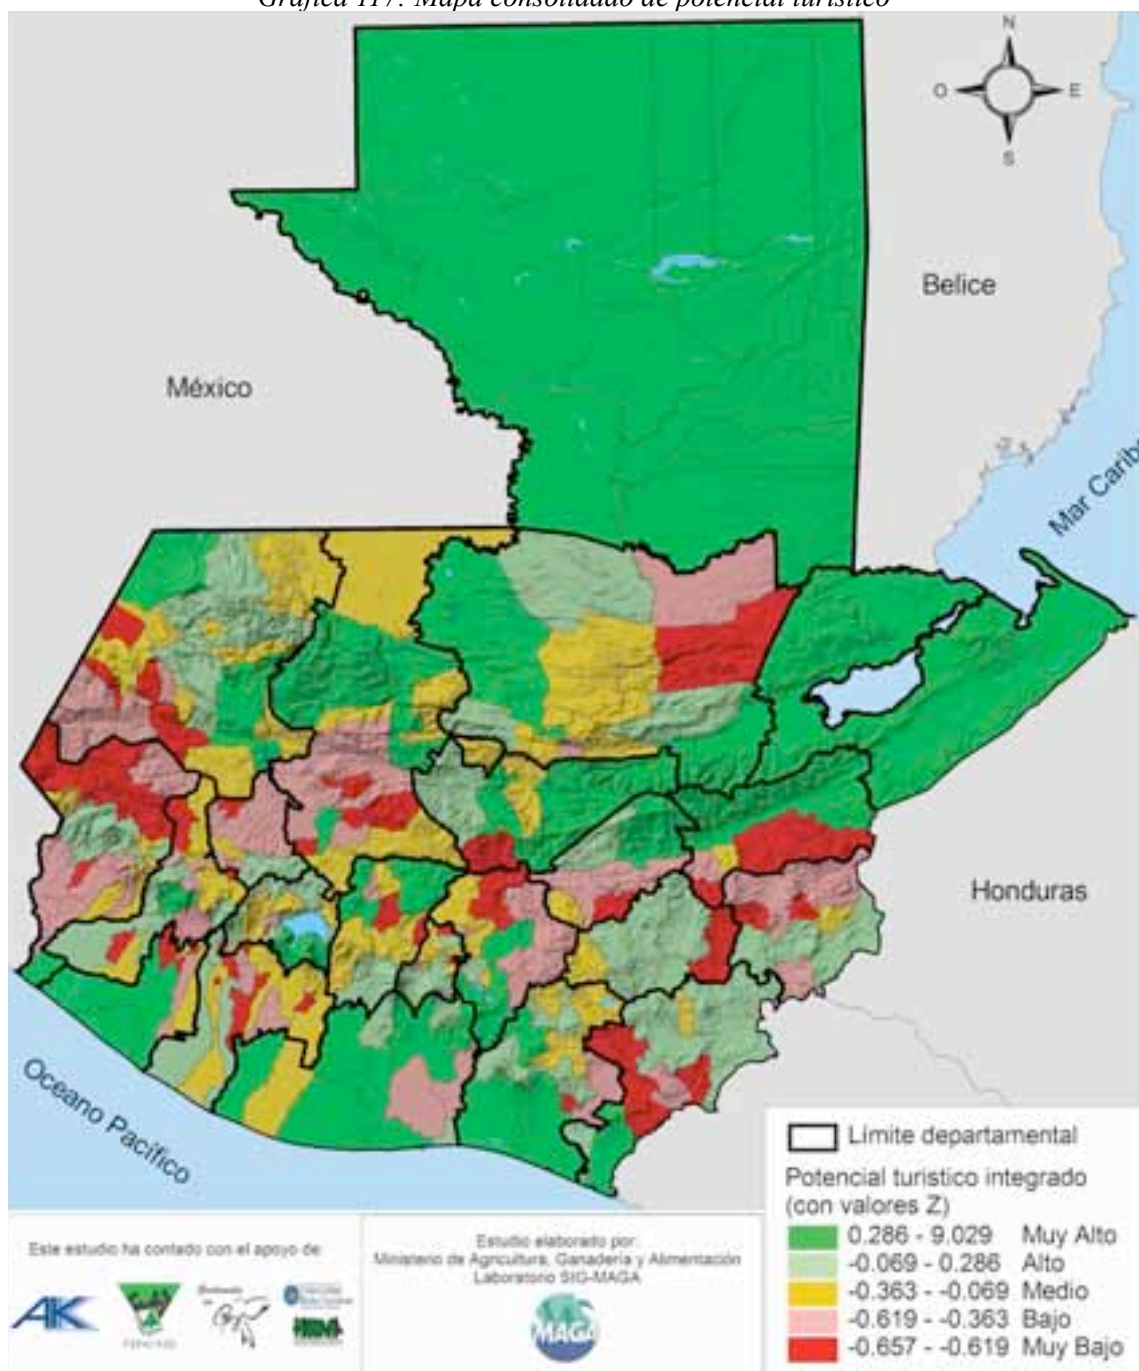 Gráfica 117: Mapa consolidado de potencial turístico
N
O
E
S
Belice
México
Mar Carib
Honduras
Oceano Pacífico
Límite departamental
Potencial turistico integrado
(con valores Z)
0.286 - 9.029 Muy Alto
-0.069 - 0.286 Alto
-0.363 - -0.069 Medio
-0.619 - -0.363 Bajo
-0.657 - -0.619 Muy Bajo
Este estudio ha contado con el apoyo de:
AK
Estudio elaborado por:
Ministerio de Agricultura, Ganadería y Alimentación
Laboratorio SIG-MAGA
MAGA